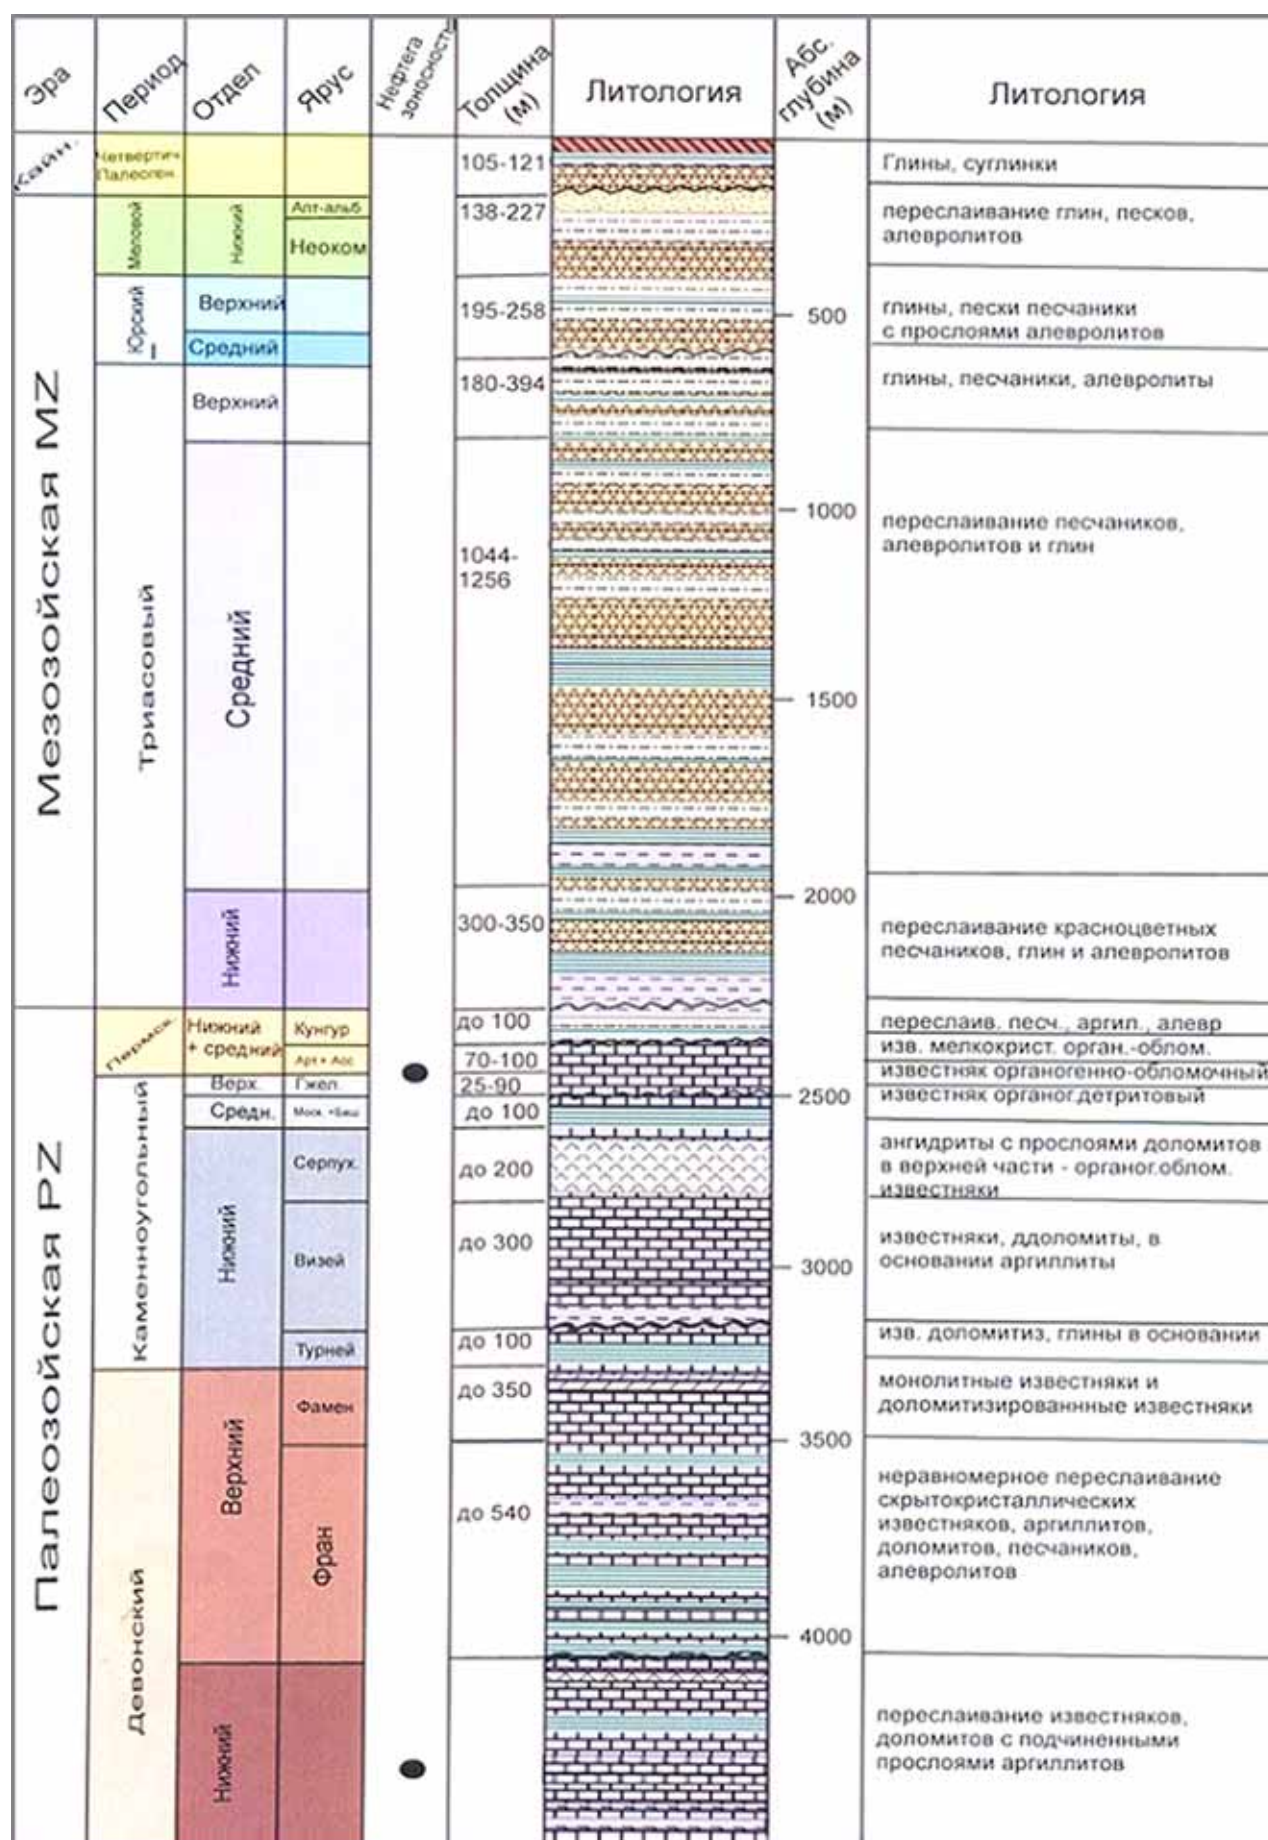 Эра
Период
Отдел
Ярус
Нефтега
зоносность
Толщина
(м)
Литология
Абс.
глубина
(м)
Литология
Кайн.
Четвертич.
Палеоген.
105-121
Глины, суглинки
Мезозойская MZ
Меловой
Нижний
Апт-альб
Неоком
138-227
переслаивание глин, песков,
алевролитов
Юрский
Верхний
Средний
195-258
500
глины, пески песчаники
с прослоями алевролитов
Триасовый
Верхний
180-394
глины, песчаники, алевролиты
Средний
1044-
1256
1000
1500
переслаивание песчаников,
алевролитов и глин
Нижний
300-350
2000
переслаивание красноцветных
песчаников, глин и алевролитов
Палеозойская PZ
Пермск.
Нижний
+ средний
Кунгур
до 100
переслаив. песч., аргил., алевр
Арт + Асс
70-100
изв. мелкокрист. орган.-облом.
Каменноугольный
Верх.
Гжел.
25-90
известняк органогенно-обломочный
Средн.
Моск. +Баш
до 100
2500
известняк органог.детритовый
Нижний
Серпух.
до 200
ангидриты с прослоями доломитов
в верхней части - органог.облом.
известняки
Визей
до 300
3000
известняки, ддоломиты, в
основании аргиллиты
Турней
до 100
изв. доломитиз, глины в основании
Девонский
Верхний
Фамен
до 350
монолитные известняки и
доломитизированнные известняки
3500
Фран
до 540
неравномерное переслаивание
скрытокристаллических
известняков, аргиллитов,
доломитов, песчаников,
алевролитов
4000
Нижний
переслаивание известняков,
доломитов с подчиненными
прослоями аргиллитов